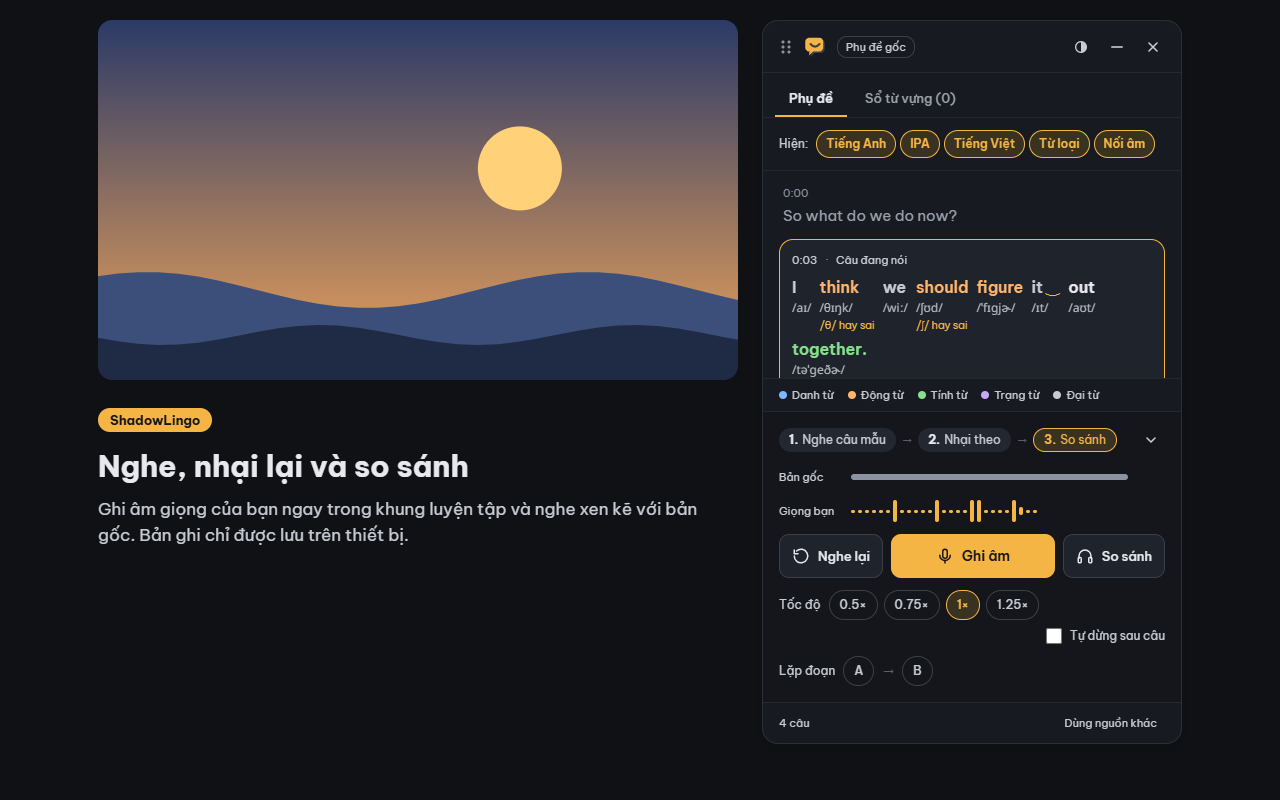 ShadowLingo
Nghe, nhại lại và so sánh
Ghi âm giọng của bạn ngay trong khung luyện tập và nghe xen kẽ với bản
gốc. Bản ghi chỉ được lưu trên thiết bị.
Phụ đề gốc
Phụ đề Sổ từ vựng (0)
Hiện: Tiếng Anh IPA Tiếng Việt Từ loại Nối âm
0:00
So what do we do now?
0:03 · Câu đang nói
I think we should figure it‿ out
/aɪ/ /θɪŋk/ /wiː/ /ʃʊd/ /ˈfɪɡjɚ/ /ɪt/ /aʊt/
/θ/ hay sai /ʃ/ hay sai
together.
/təˈɡeðɚ/
Danh từ Động từ Tính từ Trạng từ Đại từ
1. Nghe câu mẫu → 2. Nhại theo → 3. So sánh
Bản gốc
Giọng bạn
Nghe lại Ghi âm So sánh
Tốc độ 0.5× 0.75× 1× 1.25×
Tự dừng sau câu
Lặp đoạn A → B
4 câu Dùng nguồn khác